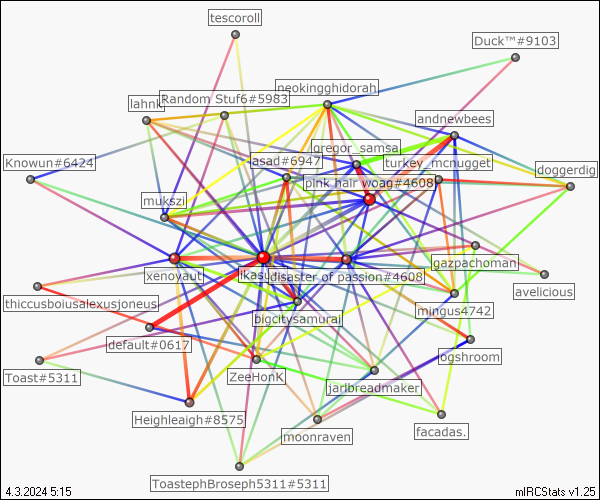 tescoroll
Duck™#9103
neokingghidorah
lahnk
Random Stuf6#5983
andnewbees
gregor_samsa
Knowun#6424
asad#6947
turkey_mcnugget
doggerdig
pink hair woag#4608
mukszi
gazpachoman
xenoyaut
disaster of passion#4608
avelicious
thiccusboiusalexusjoneus
bigcitysamurai
mingus4742
default#0617
ogshroom
Toast#5311
ZeeHonK
jarlbreadmaker
Heighleigh#8575
moonraven
facadas.
ToastephBroseph5311#5311
4.3.2024 5:15
mIRCStats v1.25